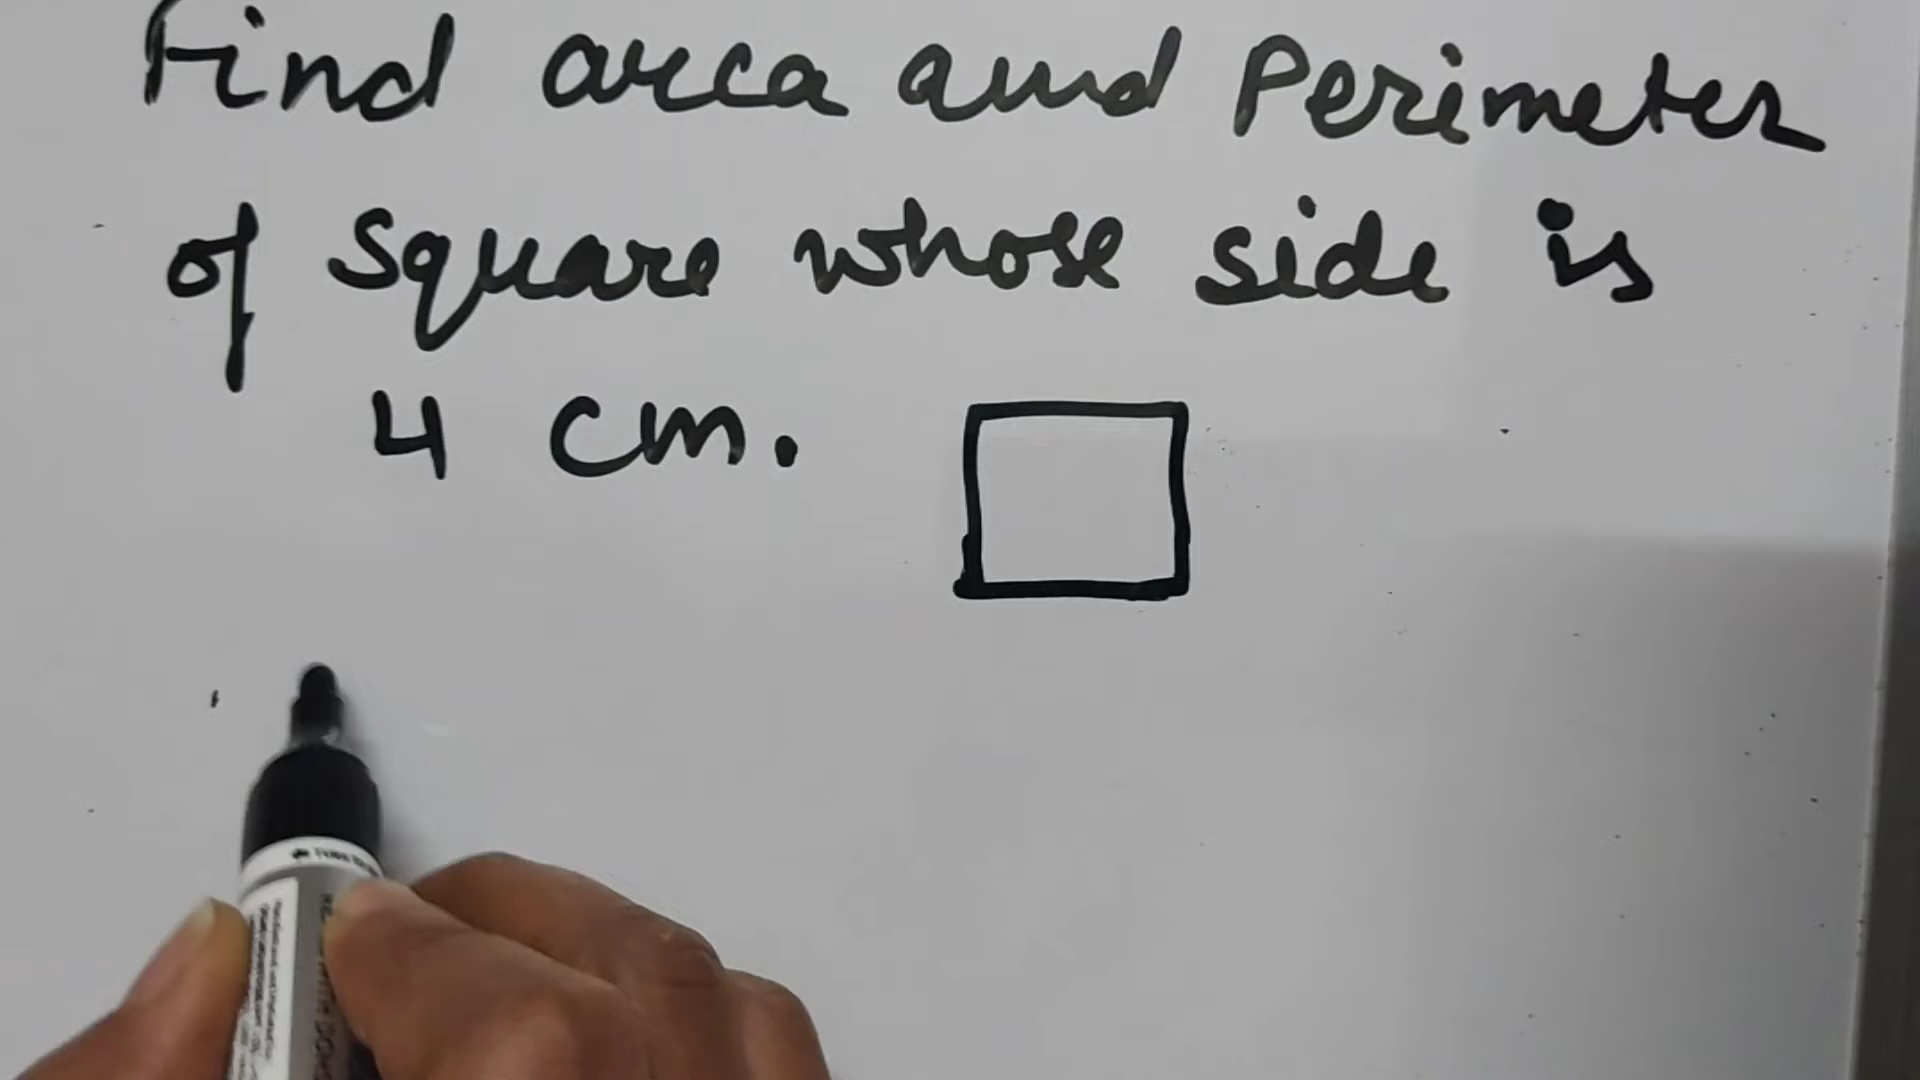 Find area and Perimeter
of square whose side is
4 cm.